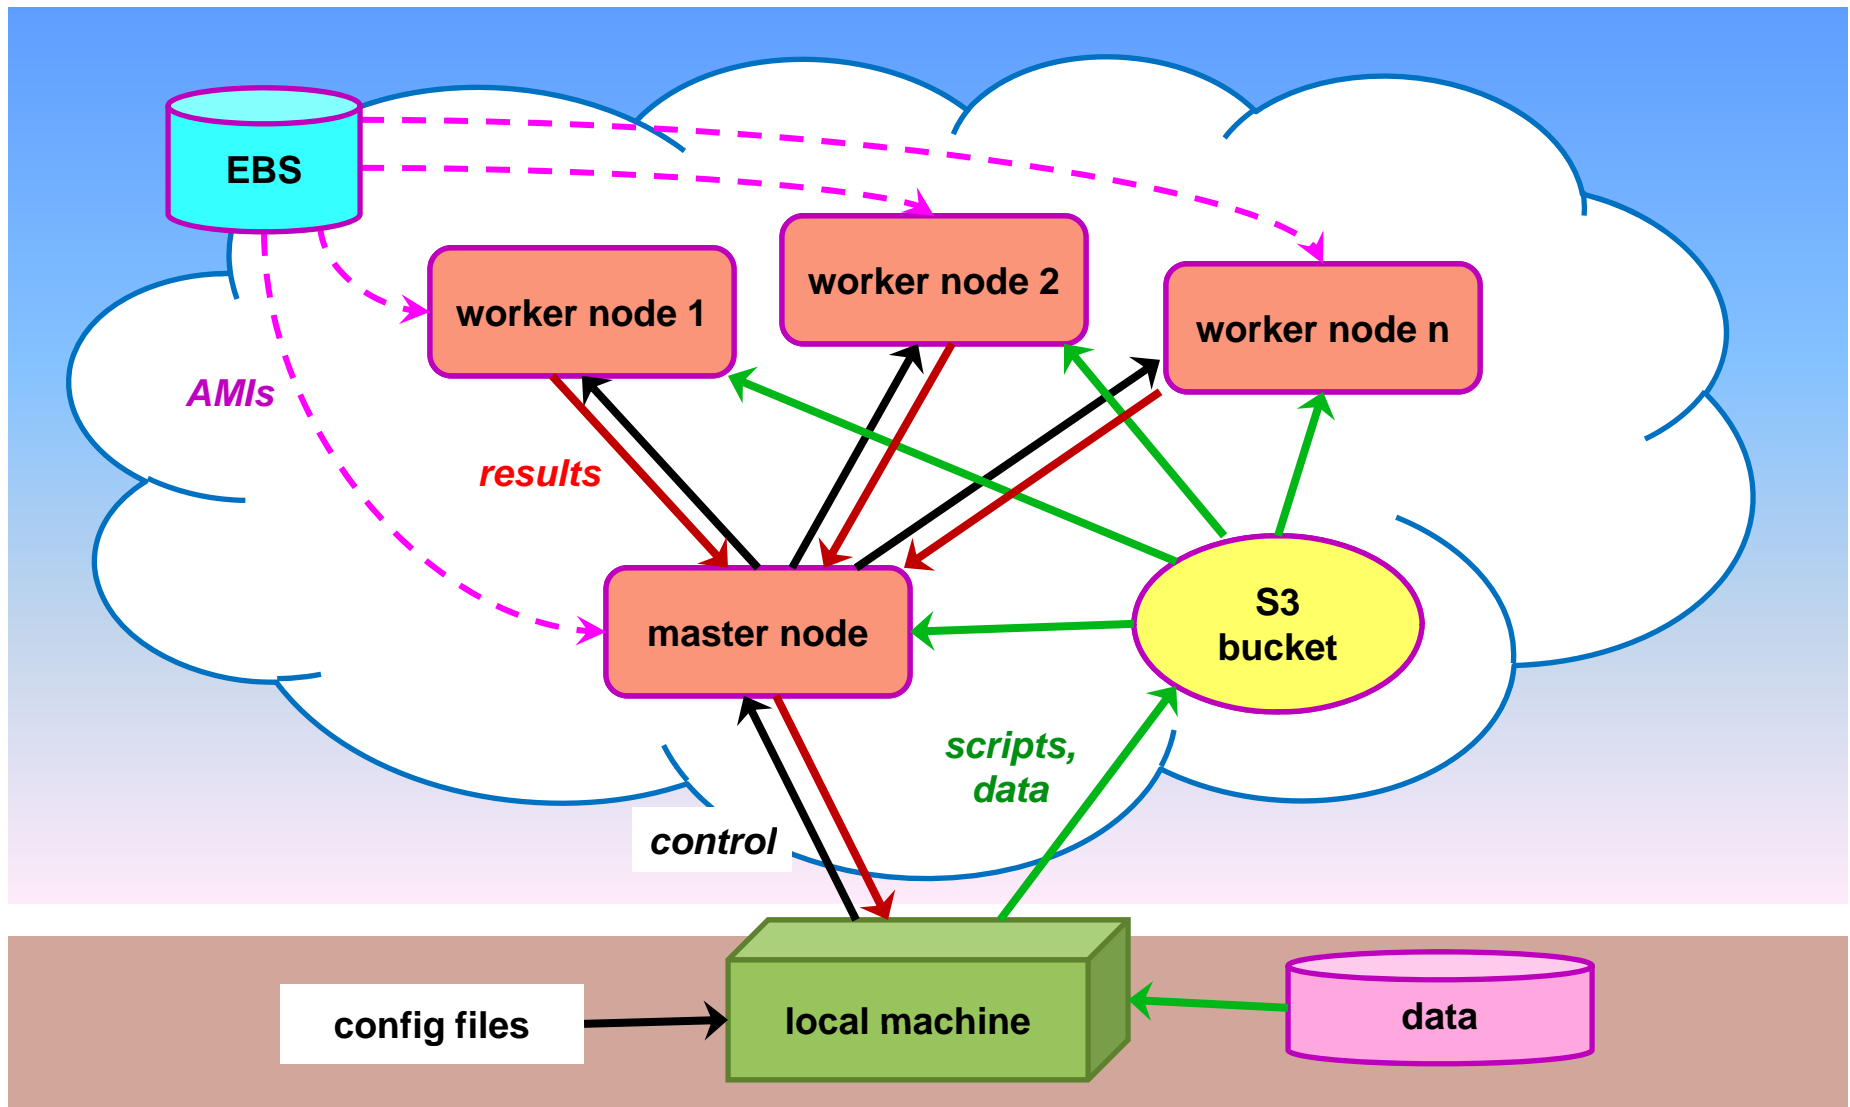 EBS
worker node 1
worker node 2
worker node n
AMIs
results
master node
S3
bucket
scripts,
data
control
config files
local machine
data